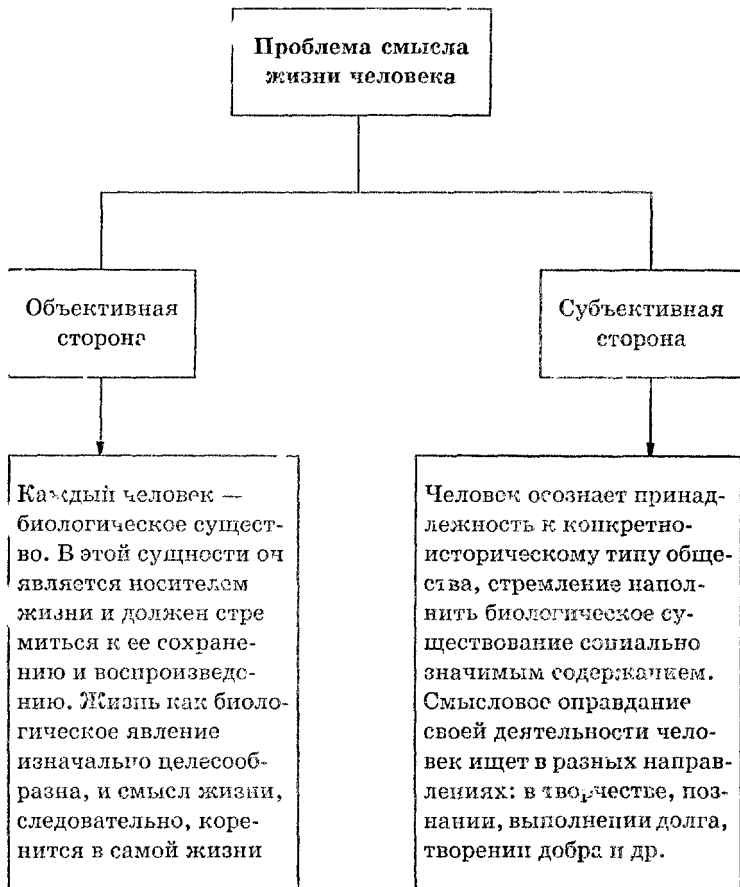 Проблема смысла
жизни человека
Объективная
сторона
Субъективная
сторона
Каждый человек —
биологическое сущест-
во. В этой сущности он
является носителем
жизни и должен стре
миться к ее сохране-
нию и воспроизведе-
нию. Жизнь как биоло-
гическое явление
изначально целесооб-
разна, и смысл жизни,
следовательно, коре-
нится в самой жизни
Человек осознает принад-
лежность к конкретно-
историческому типу обще-
ства, стремление напол-
нить биологическое су-
ществование социально
значимым содержанием.
Смысловое оправдание
своей деятельности чело-
век ищет в разных направ-
лениях: в творчестве, поз-
нании, выполнении долга,
творении добра и др.